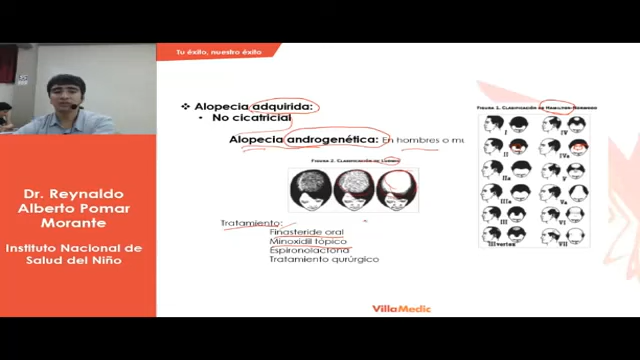 Tu éxito, nuestro éxito
❖ Alopecia adquirida:
• No cicatricial
Alopecia androgenética: En hombres o mu
FIGURA 2. CLASIFICACIÓN DE LUDWIG
Tratamiento:
Finasteride oral
Minoxidil tópico
Espironolactona
Tratamiento qurúrgico
FIGURA 1. CLASIFICACIÓN DE HAMILTON-NORWOOD
I
IV
II
IVa
IIa
V
III
Va
IIIa
VI
III vertex
VII
Dr. Reynaldo
Alberto Pomar
Morante
Instituto Nacional de
Salud del Niño
VillaMedic